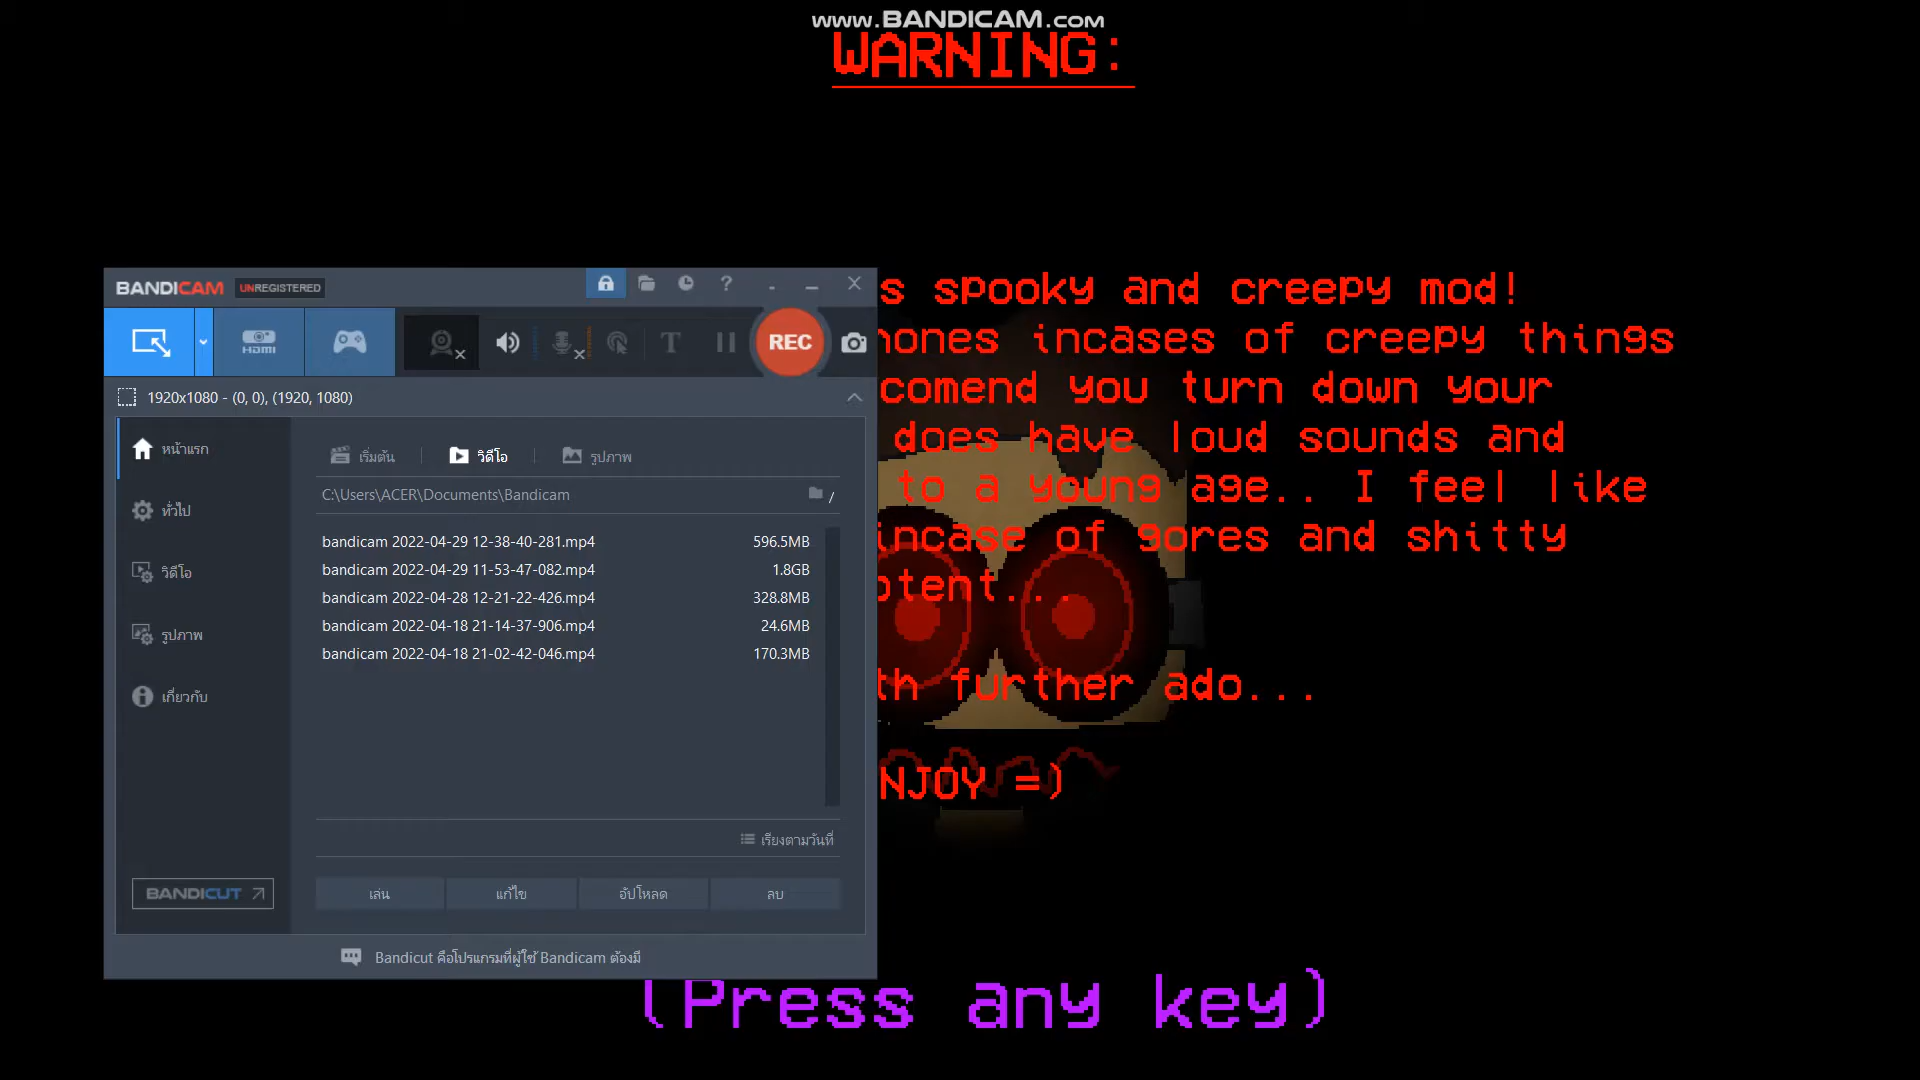 www.BANDICAM.com
WARNING:
BANDICAM UNREGISTERED
?
HDMI
T
REC
1920x1080 - (0, 0), (1920, 1080)
หน้าแรก
ทั่วไป
วิดีโอ
รูปภาพ
เกี่ยวกับ
เริ่มต้น
วิดีโอ
รูปภาพ
C:\Users\ACER\Documents\Bandicam
bandicam 2022-04-29 12-38-40-281.mp4 596.5MB
bandicam 2022-04-29 11-53-47-082.mp4 1.8GB
bandicam 2022-04-28 12-21-22-426.mp4 328.8MB
bandicam 2022-04-18 21-14-37-906.mp4 24.6MB
bandicam 2022-04-18 21-02-42-046.mp4 170.3MB
เรียงตามวันที่
เล่น แก้ไข อัปโหลด ลบ
BANDICUT
Bandicut คือโปรแกรมที่ผู้ใช้ Bandicam ต้องมี
s spooky and creepy mod!
hones incases of creepy things
comend you turn down your
does have loud sounds and
to a young age.. I feel like
incase of gores and shitty
otent...
th further ado...
NJOY =)
(Press any key)